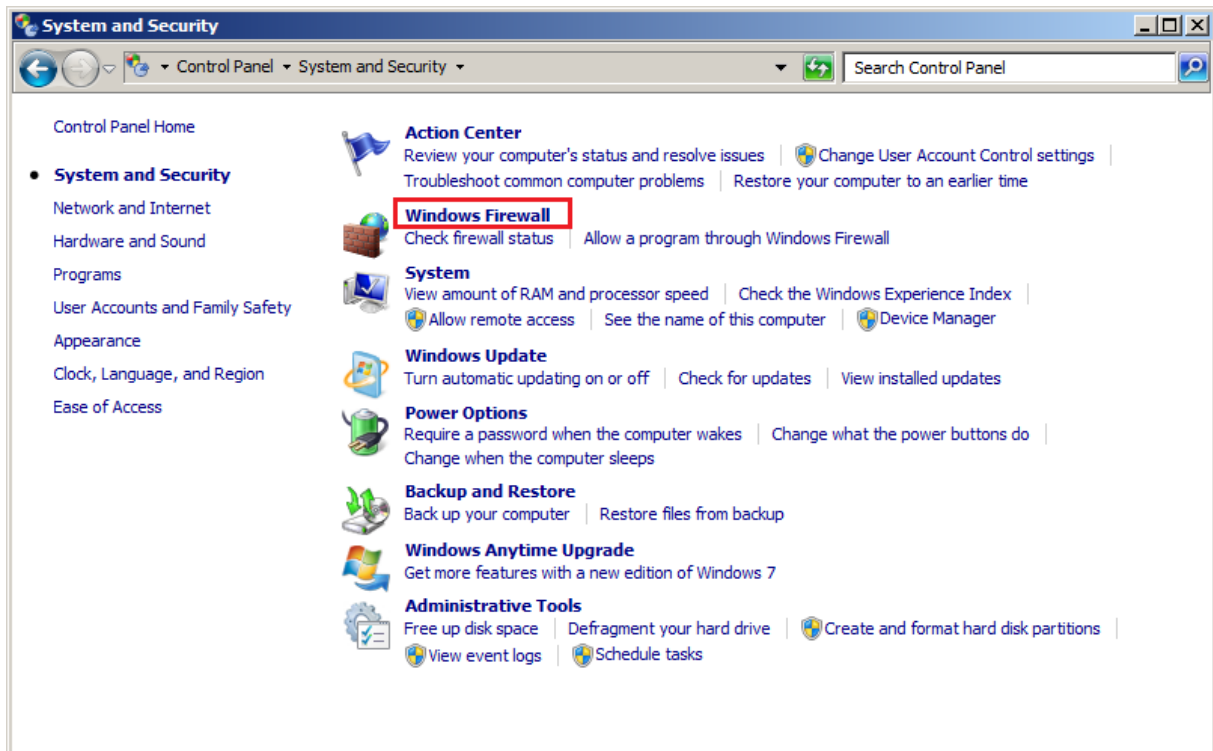 System and Security
Control Panel System and Security
Search Control Panel
Control Panel Home
System and Security
Network and Internet
Hardware and Sound
Programs
User Accounts and Family Safety
Appearance
Clock, Language, and Region
Ease of Access
Action Center
Review your computer's status and resolve issues Change User Account Control settings
Troubleshoot common computer problems Restore your computer to an earlier time
Windows Firewall
Check firewall status Allow a program through Windows Firewall
System
View amount of RAM and processor speed Check the Windows Experience Index
Allow remote access See the name of this computer Device Manager
Windows Update
Turn automatic updating on or off Check for updates View installed updates
Power Options
Require a password when the computer wakes Change what the power buttons do
Change when the computer sleeps
Backup and Restore
Back up your computer Restore files from backup
Windows Anytime Upgrade
Get more features with a new edition of Windows 7
Administrative Tools
Free up disk space Defragment your hard drive Create and format hard disk partitions
View event logs Schedule tasks